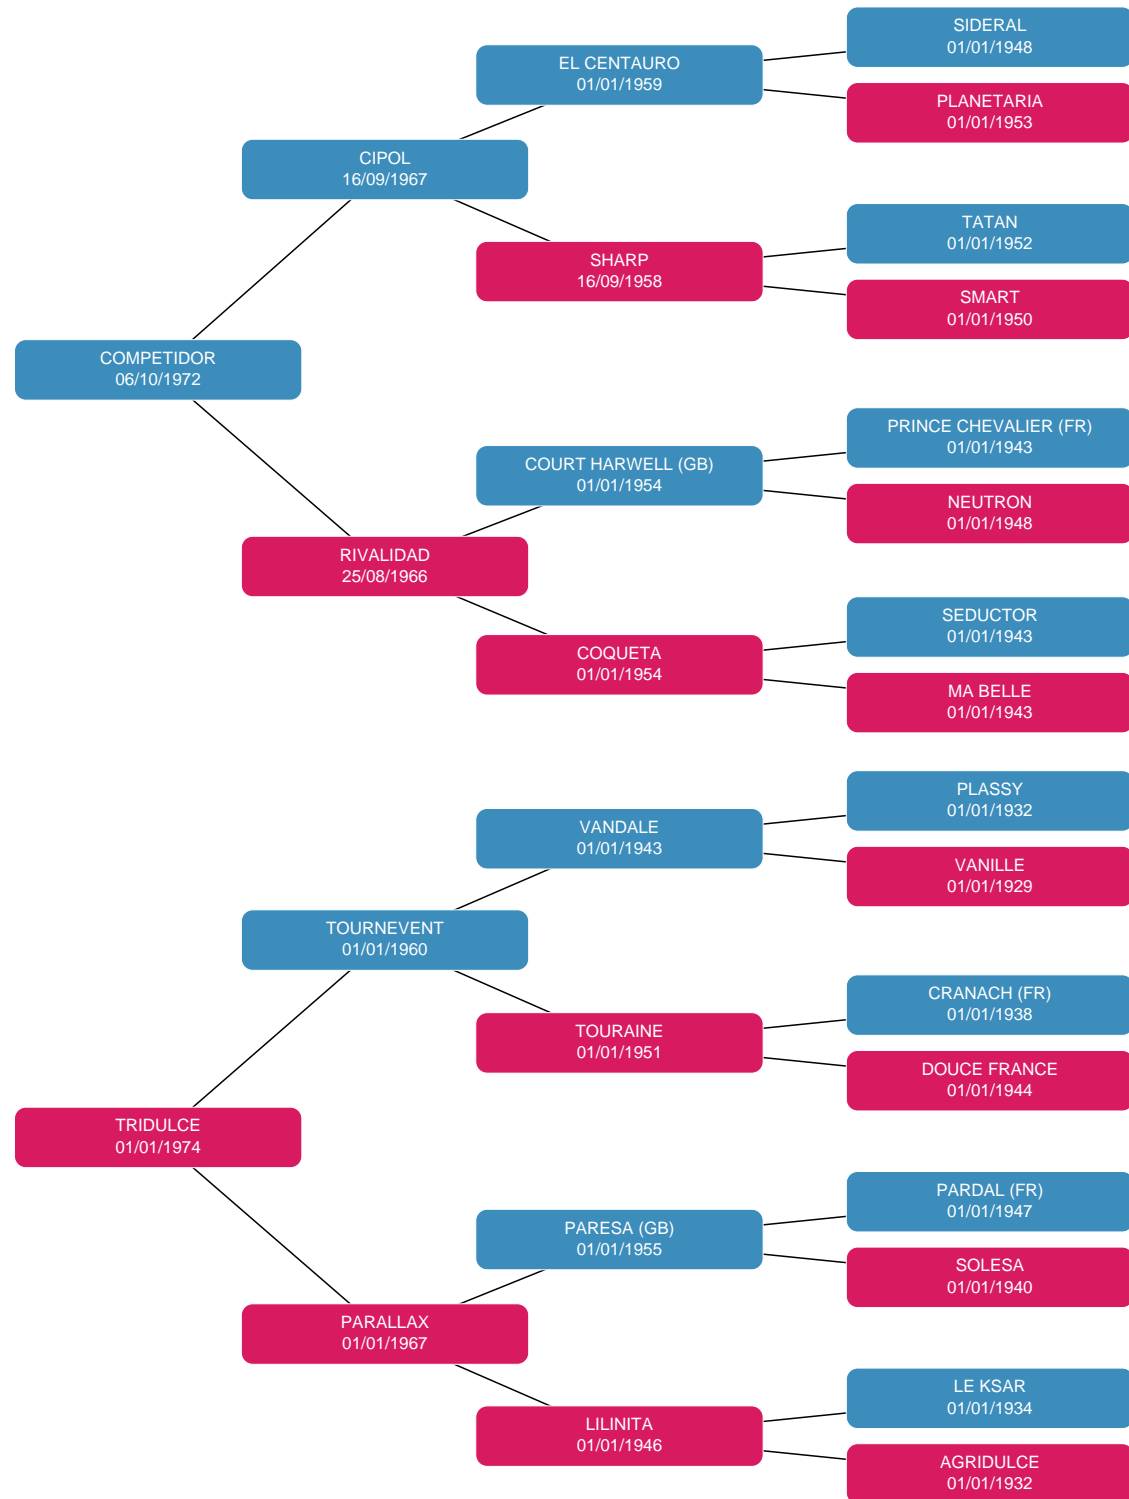 SIDERAL
01/01/1948
EL CENTAURO
01/01/1959
PLANETARIA
01/01/1953
CIPOL
16/09/1967
TATAN
01/01/1952
SHARP
16/09/1958
SMART
01/01/1950
COMPETIDOR
06/10/1972
PRINCE CHEVALIER (FR)
01/01/1943
COURT HARWELL (GB)
01/01/1954
NEUTRON
01/01/1948
RIVALIDAD
25/08/1966
SEDUCTOR
01/01/1943
COQUETA
01/01/1954
MA BELLE
01/01/1943
PLASSY
01/01/1932
VANDALE
01/01/1943
VANILLE
01/01/1929
TOURNEVENT
01/01/1960
CRANACH (FR)
01/01/1938
TOURAINE
01/01/1951
DOUCE FRANCE
01/01/1944
TRIDULCE
01/01/1974
PARDAL (FR)
01/01/1947
PARESA (GB)
01/01/1955
SOLESA
01/01/1940
PARALLAX
01/01/1967
LE KSAR
01/01/1934
LILINITA
01/01/1946
AGRIDULCE
01/01/1932